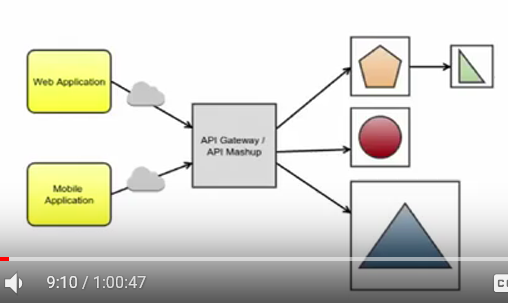 Web Application
API Gateway /
API Mashup
Mobile
Application
9:10 / 1:00:47